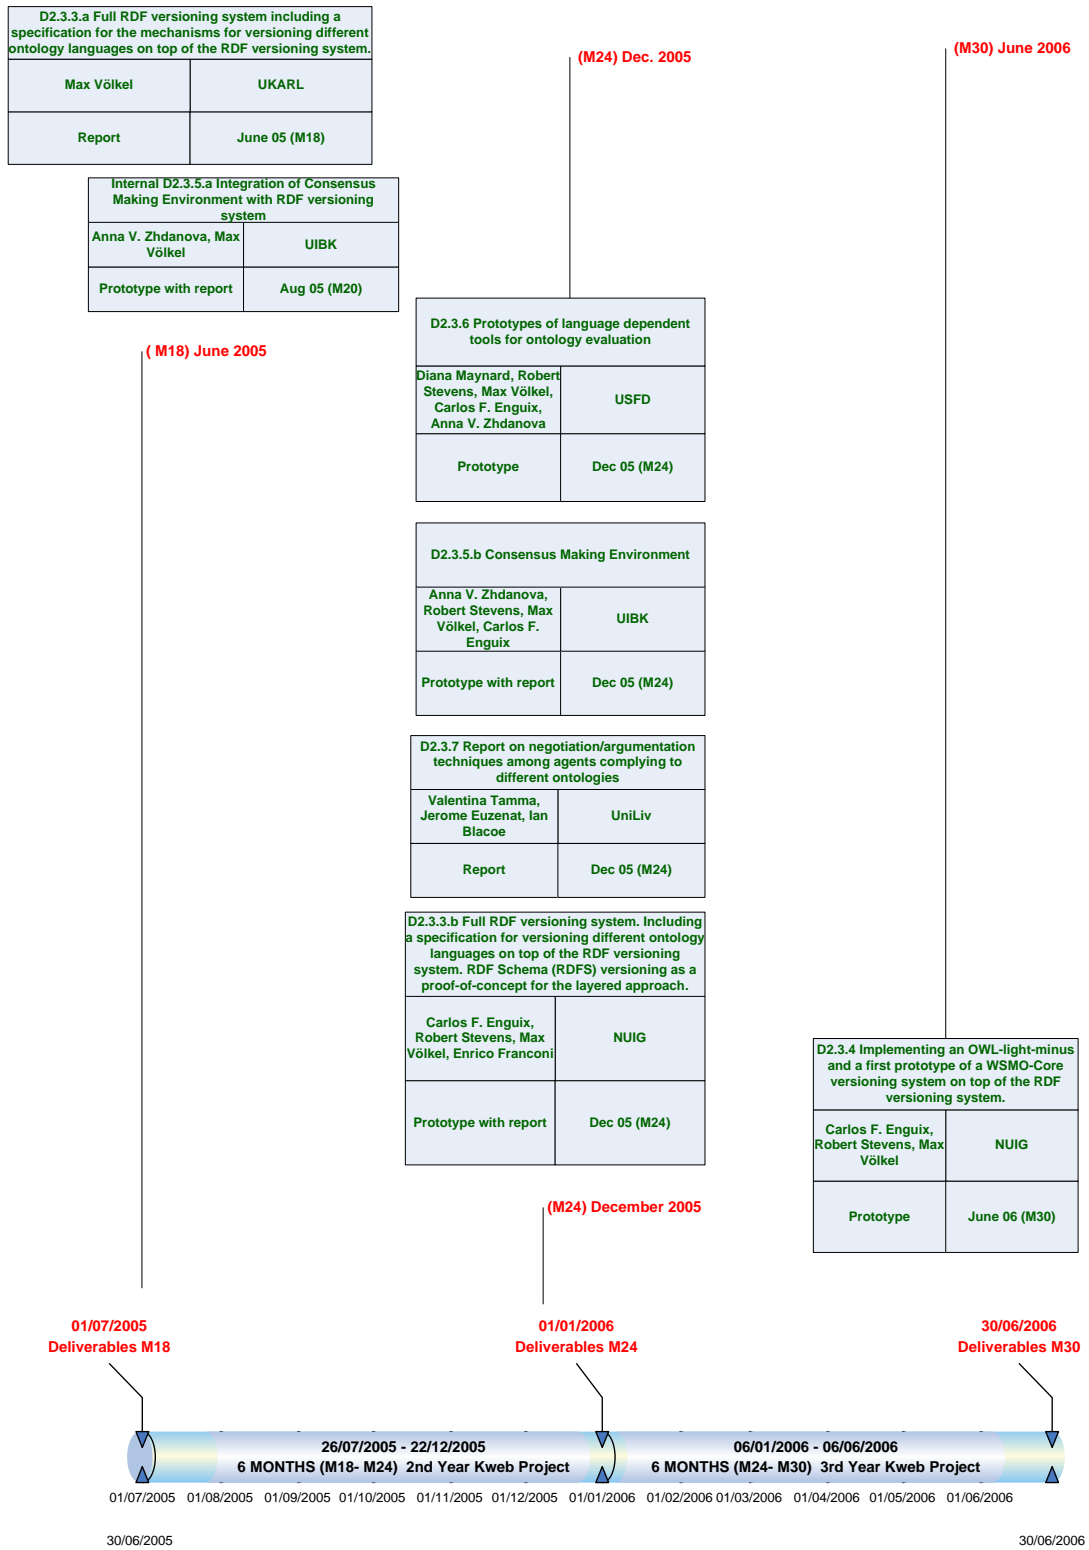 D2.3.3.a Full RDF versioning system including a
specification for the mechanisms for versioning different
ontology languages on top of the RDF versioning system.
Max Völkel
UKARL
Report
June 05 (M18)
Internal D2.3.5.a Integration of Consensus
Making Environment with RDF versioning
system
Anna V. Zhdanova, Max
Völkel
UIBK
Prototype with report
Aug 05 (M20)
( M18) June 2005
(M24) Dec. 2005
(M30) June 2006
D2.3.6 Prototypes of language dependent
tools for ontology evaluation
Diana Maynard, Robert
Stevens, Max Völkel,
Carlos F. Enguix,
Anna V. Zhdanova
USFD
Prototype
Dec 05 (M24)
D2.3.5.b Consensus Making Environment
Anna V. Zhdanova,
Robert Stevens, Max
Völkel, Carlos F.
Enguix
UIBK
Prototype with report
Dec 05 (M24)
D2.3.7 Report on negotiation/argumentation
techniques among agents complying to
different ontologies
Valentina Tamma,
Jerome Euzenat, Ian
Blacoe
UniLiv
Report
Dec 05 (M24)
D2.3.3.b Full RDF versioning system. Including
a specification for versioning different ontology
languages on top of the RDF versioning
system. RDF Schema (RDFS) versioning as a
proof-of-concept for the layered approach.
Carlos F. Enguix,
Robert Stevens, Max
Völkel, Enrico Franconi
NUIG
Prototype with report
Dec 05 (M24)
D2.3.4 Implementing an OWL-light-minus
and a first prototype of a WSMO-Core
versioning system on top of the RDF
versioning system.
Carlos F. Enguix,
Robert Stevens, Max
Völkel
NUIG
Prototype
June 06 (M30)
(M24) December 2005
01/07/2005
Deliverables M18
01/01/2006
Deliverables M24
30/06/2006
Deliverables M30
26/07/2005 - 22/12/2005
6 MONTHS (M18- M24)  2nd Year Kweb Project
06/01/2006 - 06/06/2006
6 MONTHS (M24- M30)  3rd Year Kweb Project
01/07/2005 01/08/2005 01/09/2005 01/10/2005 01/11/2005 01/12/2005 01/01/2006 01/02/2006 01/03/2006 01/04/2006 01/05/2006 01/06/2006
30/06/2005
30/06/2006